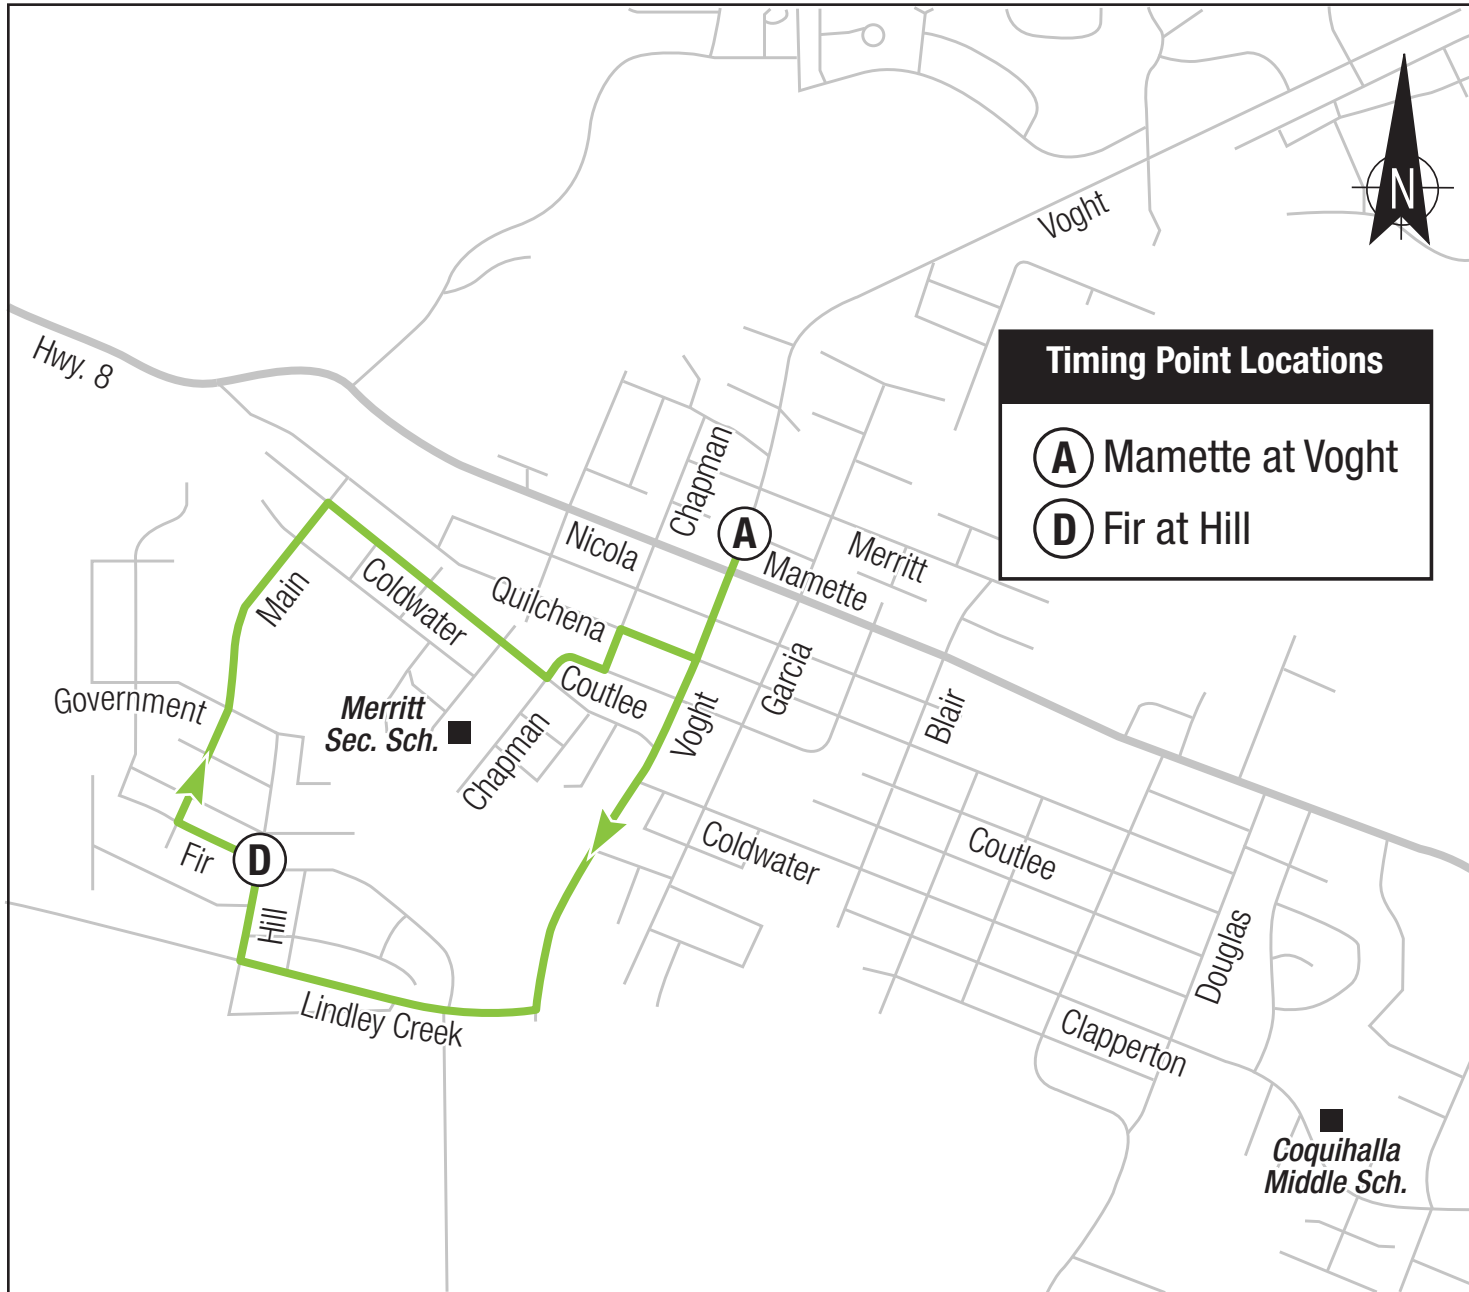 N
Voght
Hwy. 8
Timing Point Locations
A Mamette at Voght
D Fir at Hill
Chapman
A
Nicola
Merritt
Mamette
Quilchena
Coldwater
Main
Garcia
Coutlee
Government
Merritt
Sec. Sch.
Voght
Blair
Chapman
Fir
D
Coldwater
Coutlee
Hill
Douglas
Lindley Creek
Clapperton
Coquihalla
Middle Sch.